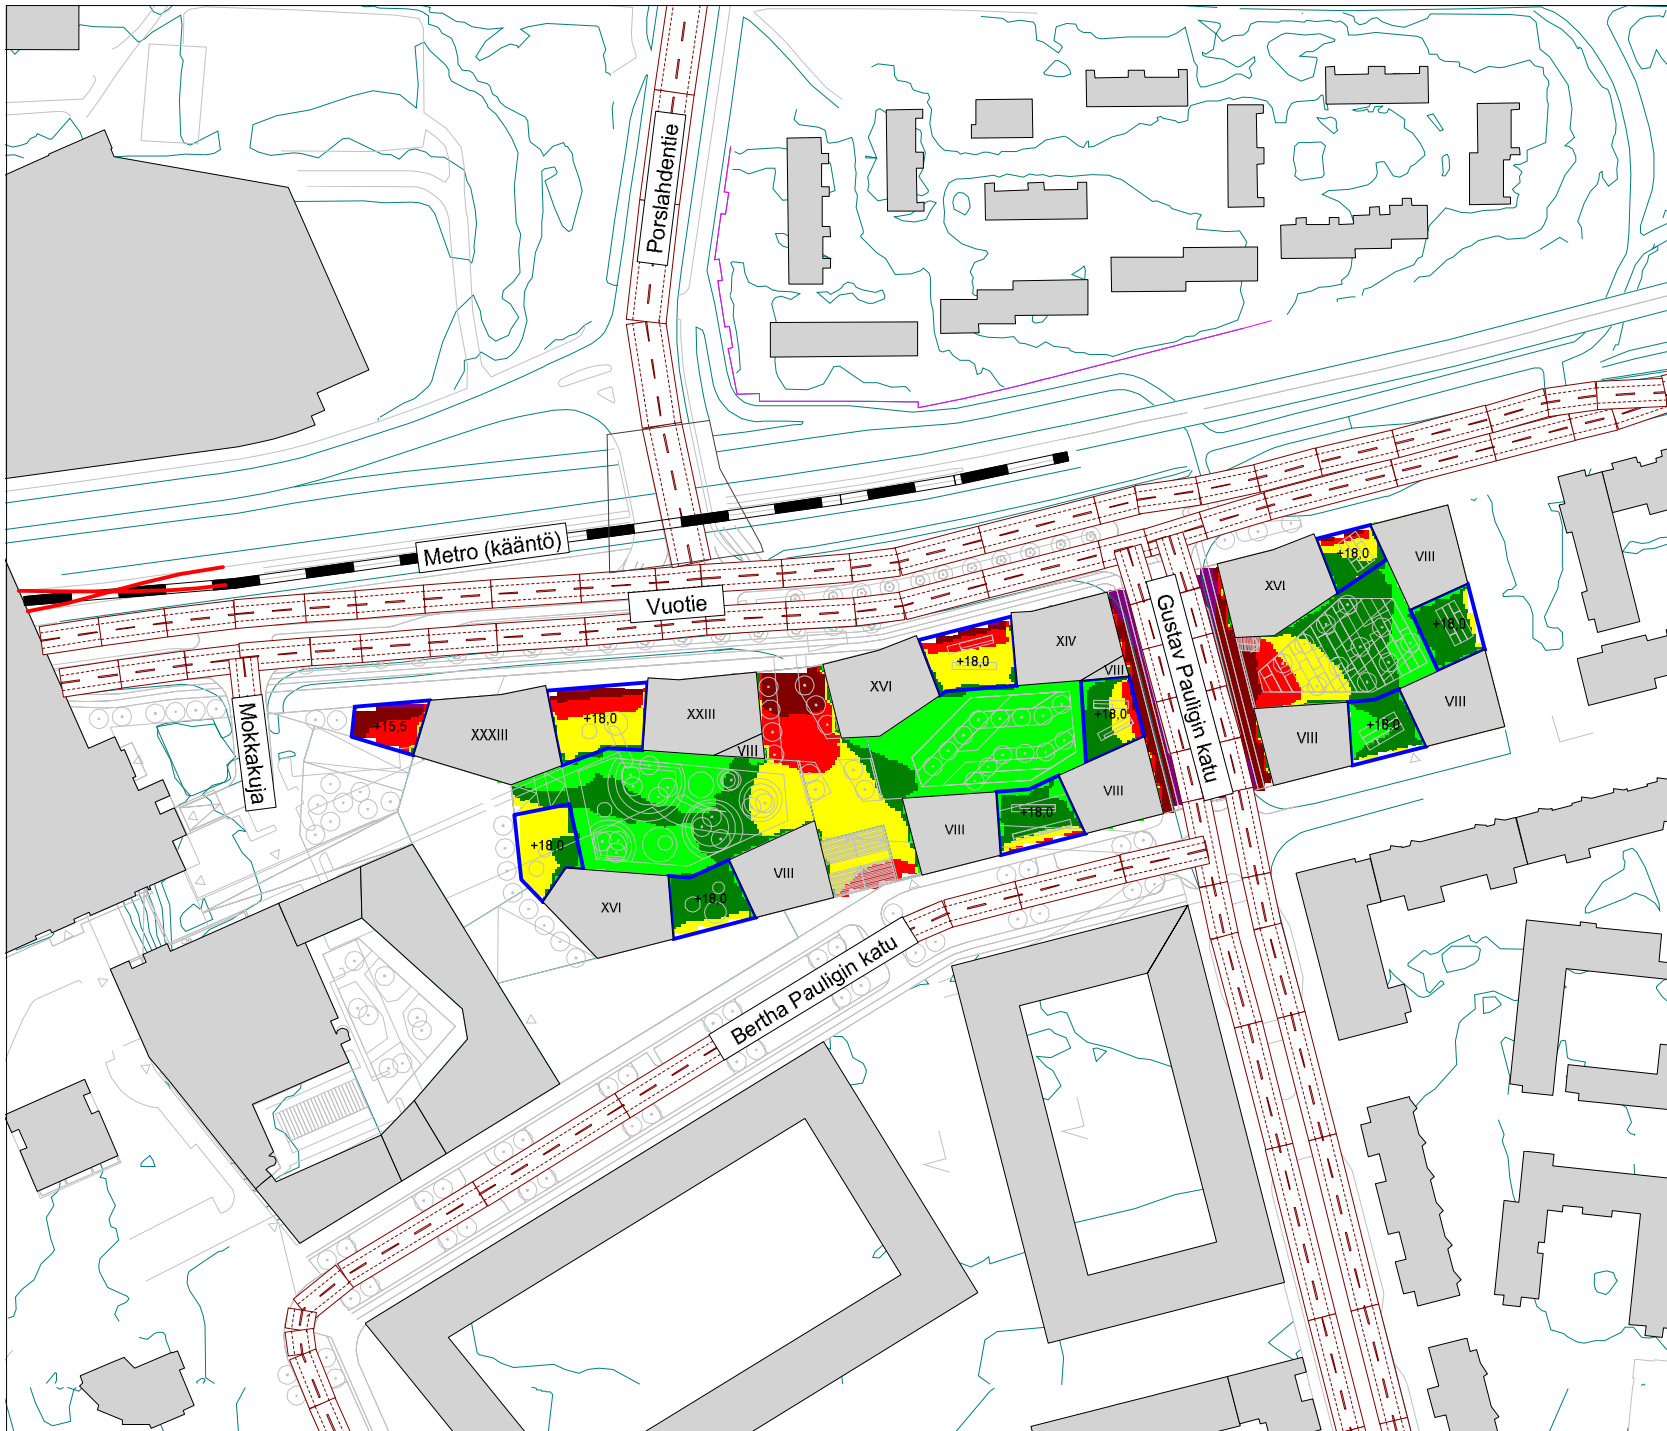 Porslahdentie
Metro (kääntö)
Vuotie
Mokkakuja
Gustav Pauligin katu
Bertha Pauligin katu
+15,5
XXXIII
+18,0
XXIII
VIII
XVI
+18,0
XIV
VIII
+18,0
XVI
+18,0
VIII
+18,0
VIII
+18,0
VIII
+18,0
VIII
+18,0
VIII
+18,0
XVI
+18,0
VIII